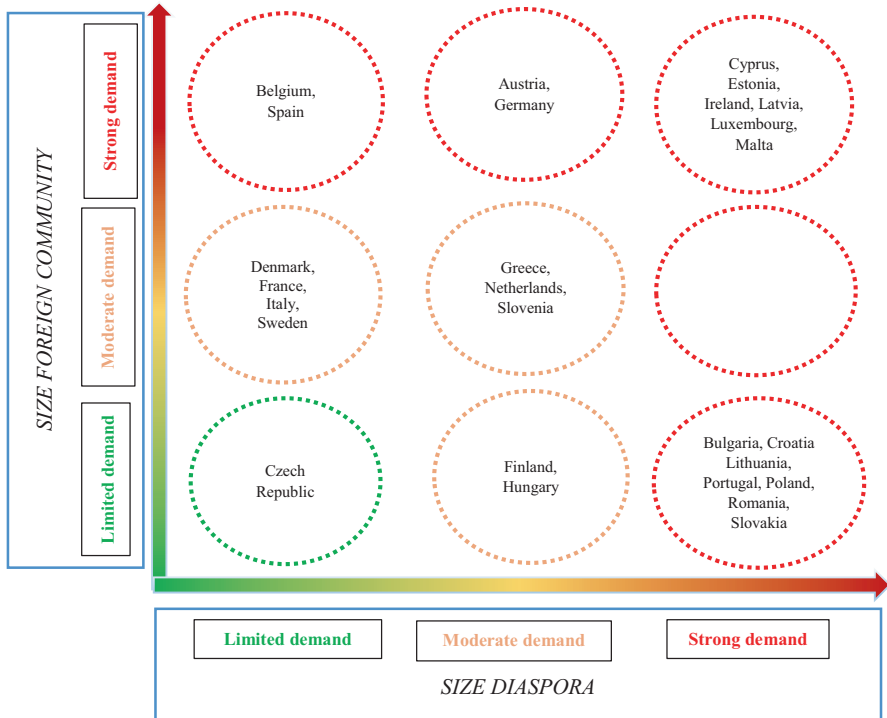 SIZE FOREIGN COMMUNITY
Strong demand
Moderate demand
Limited demand
Belgium,
Spain
Austria,
Germany
Cyprus,
Estonia,
Ireland, Latvia,
Luxembourg,
Malta
Denmark,
France,
Italy,
Sweden
Greece,
Netherlands,
Slovenia
Czech
Republic
Finland,
Hungary
Bulgaria, Croatia
Lithuania,
Portugal, Poland,
Romania,
Slovakia
Limited demand
Moderate demand
Strong demand
SIZE DIASPORA